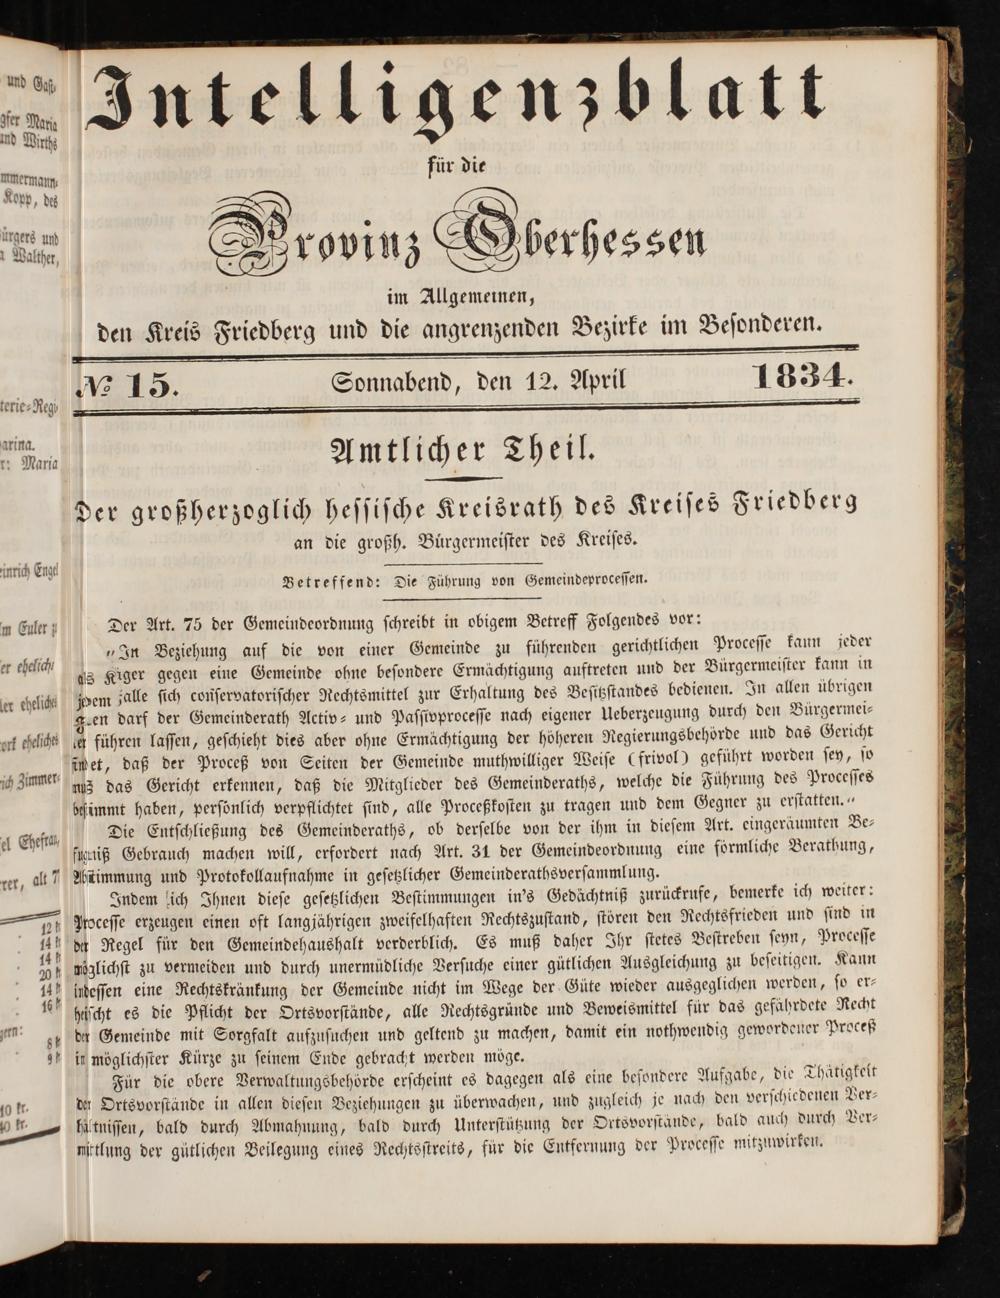 Intelligenzblatt
für die
Provinz Oberhessen
im Allgemeinen,
den Kreis Friedberg und die angrenzenden Bezirke im Besonderen.
№ 15. Sonnabend, den 12. April 1834.
Amtlicher Theil.
Der großherzoglich hessische Kreisrath des Kreises Friedberg
an die großh. Bürgermeister des Kreises.
Betreffend: Die Führung von Gemeindeprocessen.
Der Art. 75 der Gemeindeordnung schreibt in obigem Betreff Folgendes vor:
„In Beziehung auf die von einer Gemeinde zu führenden gerichtlichen Processe kann jeder
als Kläger gegen eine Gemeinde ohne besondere Ermächtigung auftreten und der Bürgermeister kann in
jedem Falle sich conservatorischer Rechtsmittel zur Erhaltung des Besitzstandes bedienen. In allen übrigen
darf der Gemeinderath Activ- und Passivprocesse nach eigener Ueberzeugung durch den Bürgermei-
ster führen lassen, geschieht dies aber ohne Ermächtigung der höheren Regierungsbehörde und das Gericht
findet, daß der Proceß von Seiten der Gemeinde muthwilliger Weise (frivol) geführt worden sey, so
muß das Gericht erkennen, daß die Mitglieder des Gemeinderaths, welche die Führung des Processes
bestimmt haben, persönlich verpflichtet sind, alle Proceßkosten zu tragen und dem Gegner zu erstatten.“
Die Entschließung des Gemeinderaths, ob derselbe von der ihm in diesem Art. eingeräumten Be-
fugniß Gebrauch machen will, erfordert nach Art. 31 der Gemeindeordnung eine förmliche Berathung,
Abstimmung und Protokollaufnahme in gesetzlicher Gemeinderathsversammlung.
Indem ich Ihnen diese gesetzlichen Bestimmungen in's Gedächtniß zurückrufe, bemerke ich weiter:
Processe erzeugen einen oft langjährigen zweifelhaften Rechtszustand, stören den Rechtsfrieden und sind in
der Regel für den Gemeindehaushalt verderblich. Es muß daher Ihr stetes Bestreben seyn, Processe
möglichst zu vermeiden und durch unermüdliche Versuche einer gütlichen Ausgleichung zu beseitigen. Kann
indessen eine Rechtskränkung der Gemeinde nicht im Wege der Güte wieder ausgeglichen werden, so er-
heischt es die Pflicht der Ortsvorstände, alle Rechtsgründe und Beweismittel für das gefährdete Recht
der Gemeinde mit Sorgfalt aufzusuchen und geltend zu machen, damit ein nothwendig gewordener Proceß
in möglichster Kürze zu seinem Ende gebracht werden möge.
Für die obere Verwaltungsbehörde erscheint es dagegen als eine besondere Aufgabe, die Thätigkeit
der Ortsvorstände in allen diesen Beziehungen zu überwachen, und zugleich je nach den verschiedenen Ver-
hältnissen, bald durch Abmahnung, bald durch Unterstützung der Ortsvorstände, bald auch durch Ver-
mittlung der gütlichen Beilegung eines Rechtsstreits, für die Entfernung der Processe mitzuwirken.